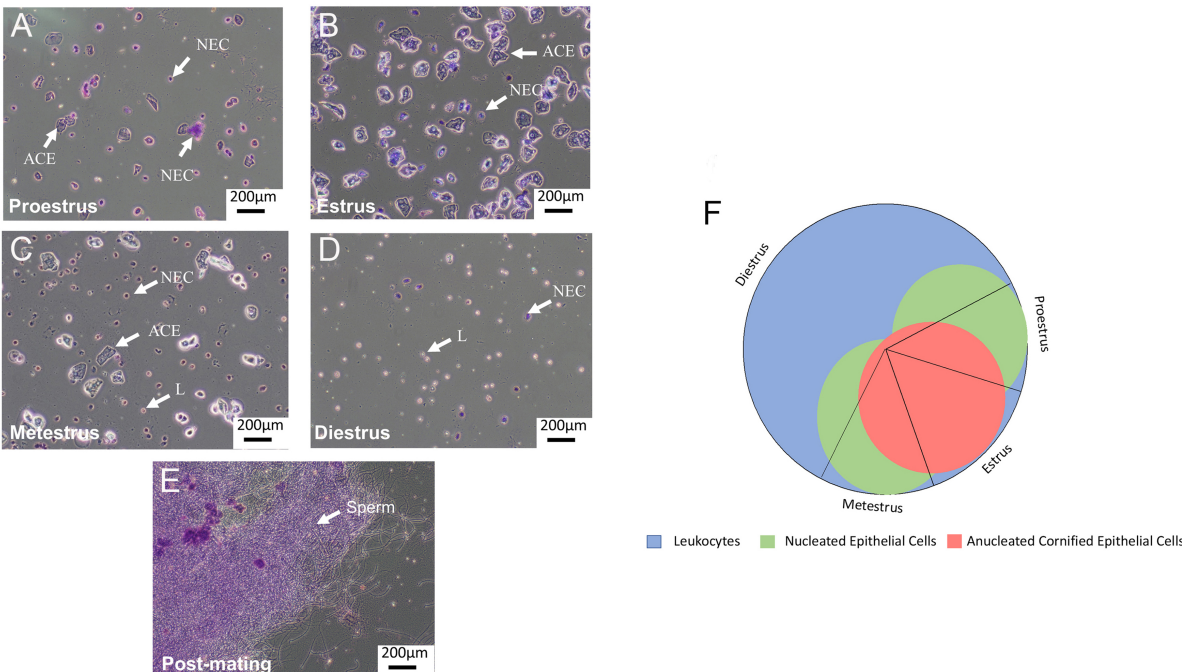 A
NEC
ACE
NEC
200μm
Proestrus
B
ACE
NEC
200μm
Estrus
C
NEC
ACE
L
200μm
Metestrus
D
NEC
L
200μm
Diestrus
E
Sperm
200μm
Post-mating
F
Diestrus
Proestrus
Estrus
Metestrus
Leukocytes
Nucleated Epithelial Cells
Anucleated Cornified Epithelial Cells